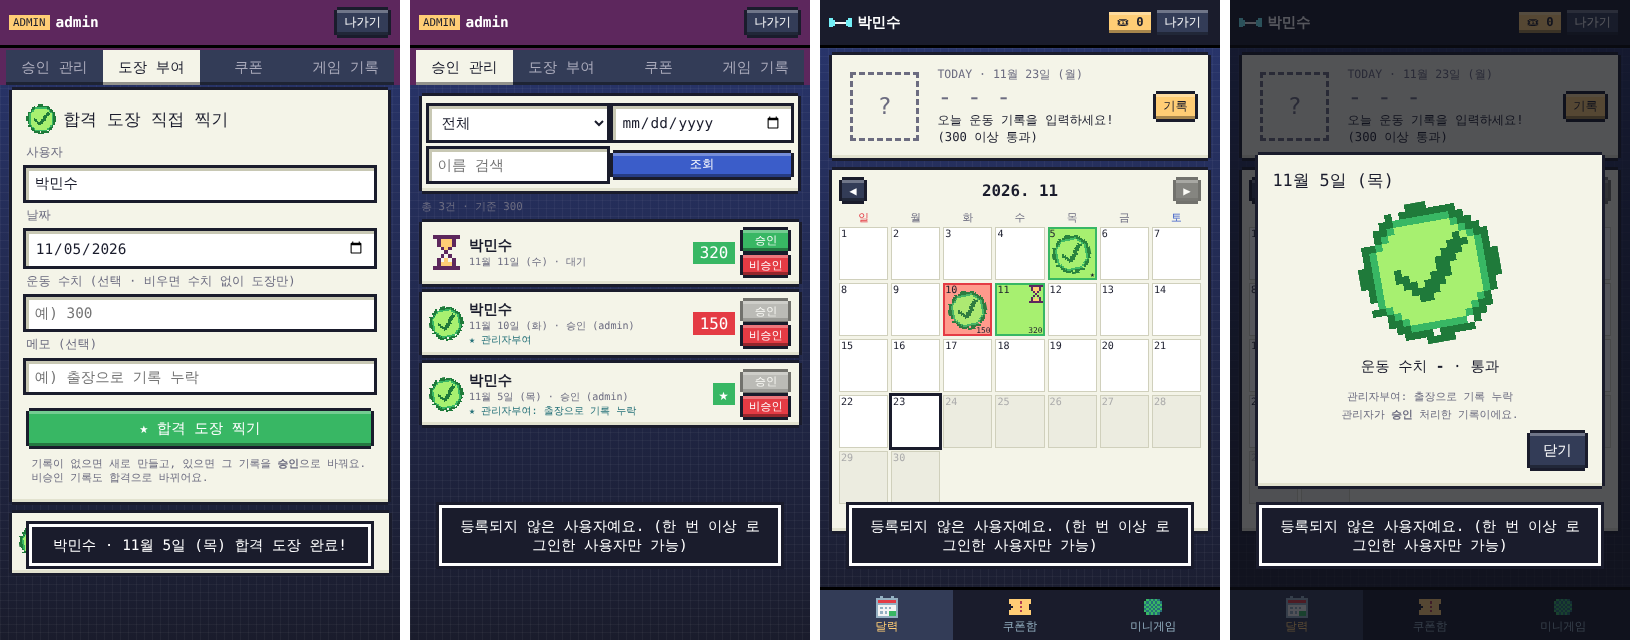 ADMIN admin 나가기
승인 관리 도장 부여 쿠폰 게임 기록
합격 도장 직접 찍기
사용자
박민수
날짜
11/05/2026
운동 수치 (선택 · 비우면 수치 없이 도장만)
예) 300
메모 (선택)
예) 출장으로 기록 누락
★ 합격 도장 찍기
기록이 없으면 새로 만들고, 있으면 그 기록을 승인으로 바꿔요.
비승인 기록도 합격으로 바뀌어요.
박민수 · 11월 5일 (목) 합격 도장 완료!
ADMIN admin 나가기
승인 관리 도장 부여 쿠폰 게임 기록
전체 mm/dd/yyyy
이름 검색 조회
총 3건 · 기준 300
박민수
11월 11일 (수) · 대기
320 승인
비승인
박민수
11월 10일 (화) · 승인 (admin)
★ 관리자부여
150 승인
비승인
박민수
11월 5일 (목) · 승인 (admin)
★ 관리자부여: 출장으로 기록 누락
★ 승인
비승인
등록되지 않은 사용자예요. (한 번 이상 로
그인한 사용자만 가능)
박민수 0 나가기
TODAY · 11월 23일 (월)
?
- - -
오늘 운동 기록을 입력하세요!
(300 이상 통과)
기록
◀ 2026. 11 ▶
일 월 화 수 목 금 토
1 2 3 4 5 6 7
★
8 9 10 11 12 13 14
150 320
15 16 17 18 19 20 21
22 23 24 25 26 27 28
29 30
등록되지 않은 사용자예요. (한 번 이상 로
그인한 사용자만 가능)
달력 쿠폰함 미니게임
박민수 0 나가기
TODAY · 11월 23일 (월)
?
- - -
오늘 운동 기록을 입력하세요!
(300 이상 통과)
기록
11월 5일 (목)
운동 수치 - · 통과
관리자부여: 출장으로 기록 누락
관리자가 승인 처리한 기록이에요.
닫기
등록되지 않은 사용자예요. (한 번 이상 로
그인한 사용자만 가능)
달력 쿠폰함 미니게임